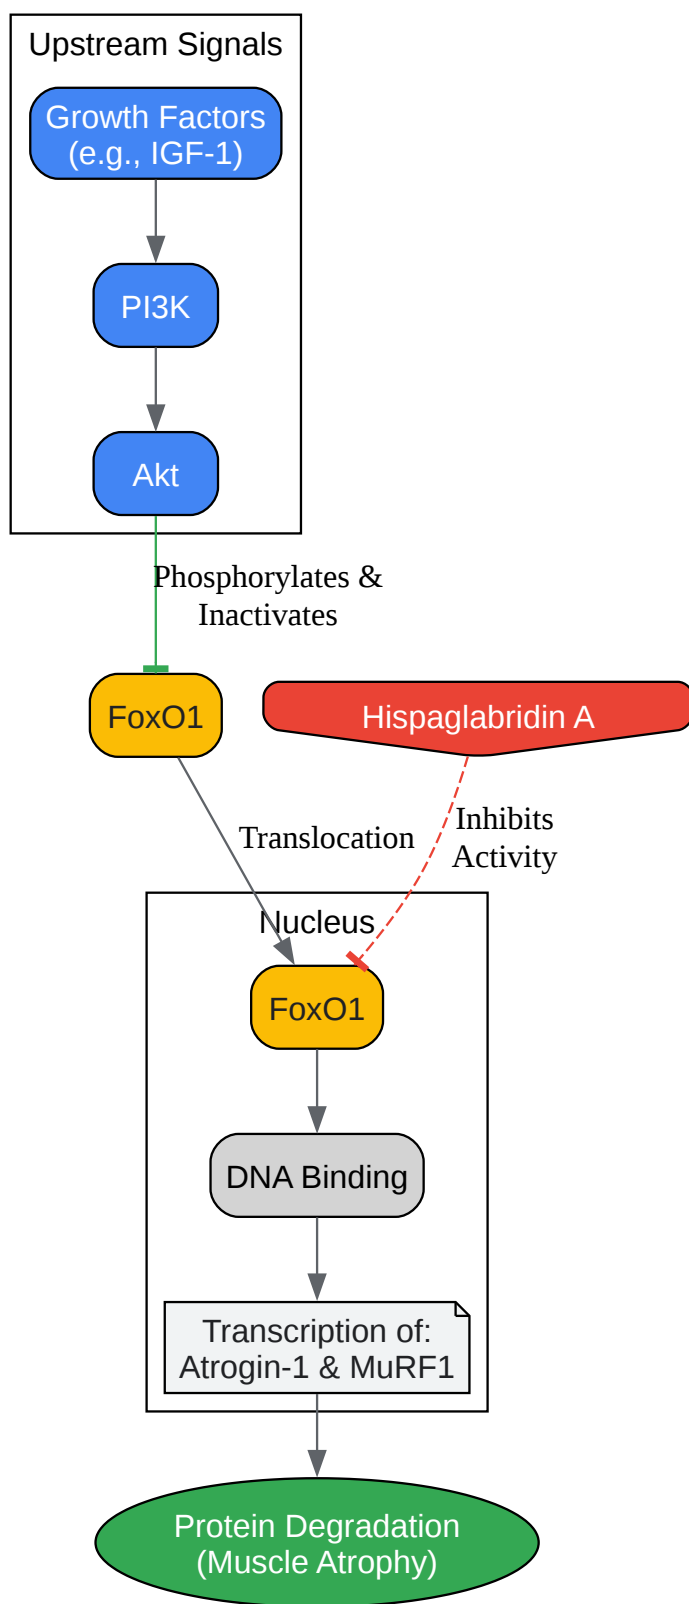 Upstream Signals
Growth Factors
(e.g., IGF-1)
PI3K
Akt
Phosphorylates &
Inactivates
FoxO1
Hispaglabridin A
Translocation
Inhibits
Activity
Nucleus
FoxO1
DNA Binding
Transcription of:
Atrogin-1 & MuRF1
Protein Degradation
(Muscle Atrophy)